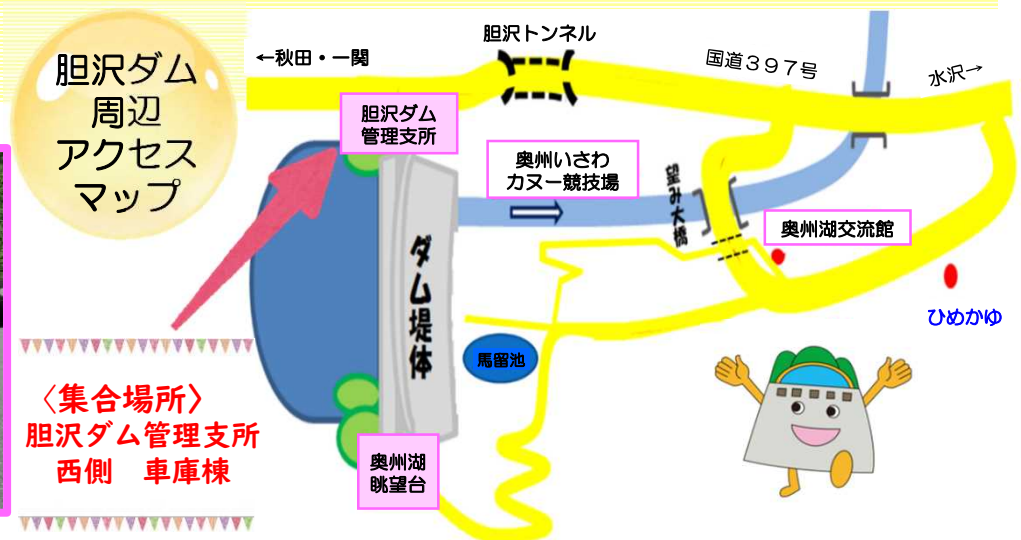 胆沢ダム
周辺
アクセス
マップ
←秋田・一関
胆沢トンネル
国道397号
水沢→
胆沢ダム
管理支所
奥州いさわ
カヌー競技場
望み大橋
奥州湖交流館
ひめかゆ
ダム堤体
馬留池
奥州湖
眺望台
〈集合場所〉
胆沢ダム管理支所
西側 車庫棟